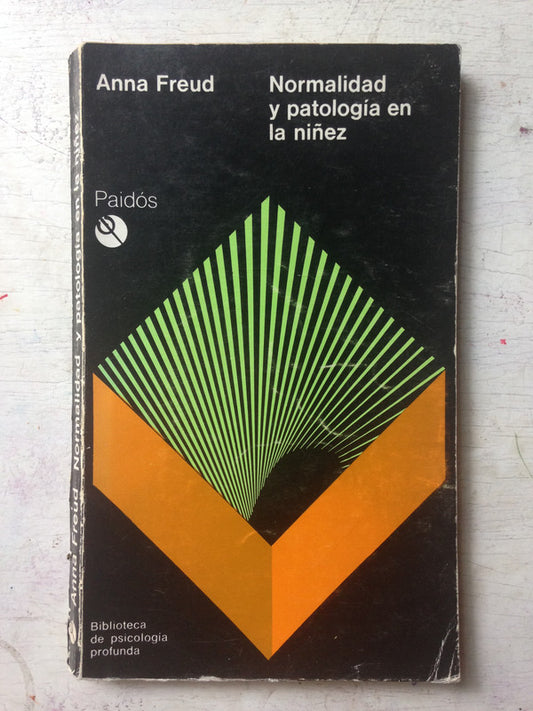 Anna Freud
Normalidad
y patología en
la niñez
Paidós
Biblioteca
de psicología
profunda
Anna Freud Normalidad y patología en la niñez